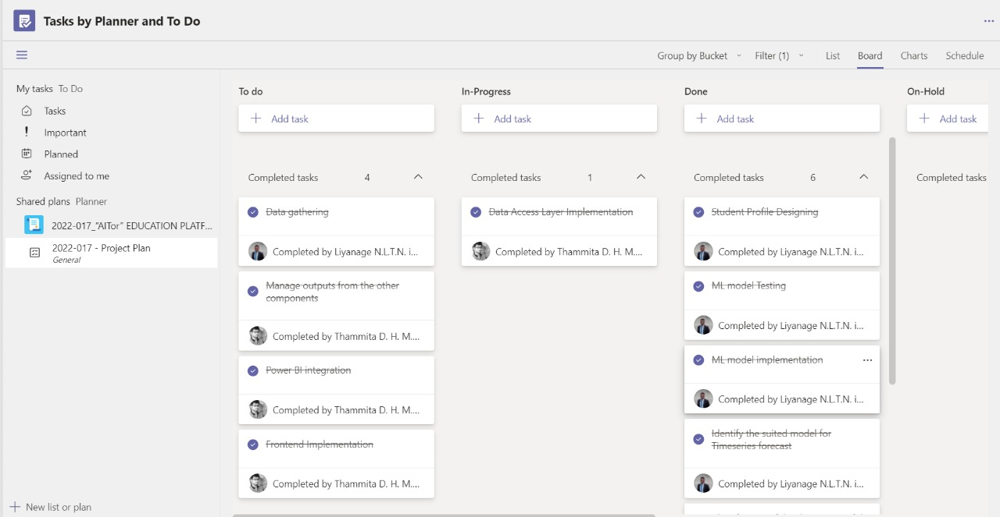 Tasks by Planner and To Do
Group by Bucket
Filter (1)
List
Board
Charts
Schedule
My tasks To Do
Tasks
Important
Planned
Assigned to me
Shared plans Planner
2022-017_"AITor" EDUCATION PLATF...
2022-017 - Project Plan
General
New list or plan
To do
Add task
Completed tasks 4
Data gathering
Completed by Liyanage N.L.T.N. i...
Manage outputs from the other
components
Completed by Thammita D. H. M....
Power BI integration
Completed by Thammita D. H. M....
Frontend Implementation
Completed by Thammita D. H. M....
In-Progress
Add task
Completed tasks 1
Data Access Layer Implementation
Completed by Thammita D. H. M....
Done
Add task
Completed tasks 6
Student Profile Designing
Completed by Liyanage N.L.T.N. i...
ML model Testing
Completed by Liyanage N.L.T.N. i...
ML model implementation
Completed by Liyanage N.L.T.N. i...
Identify the suited model for
Timeseries forecast
Completed by Liyanage N.L.T.N. i...
On-Hold
Add task
Completed tasks